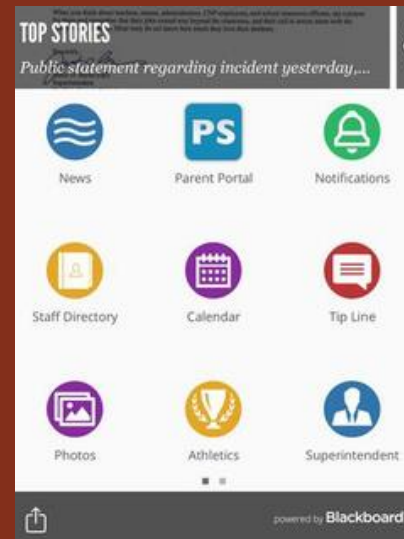 TOP STORIES
Public statement regarding incident yesterday,...
PS
News
Parent Portal
Notifications
Staff Directory
Calendar
Tip Line
Photos
Athletics
Superintendent
powered by Blackboard